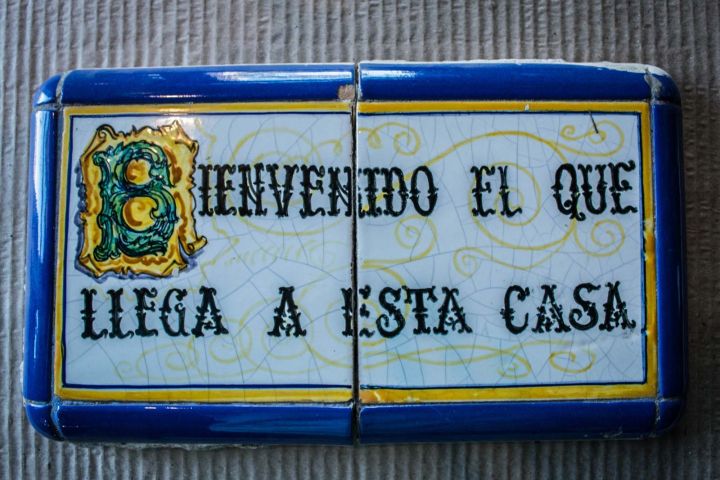 BIENVENIDO EL QUE
LLEGA A ESTA CASA